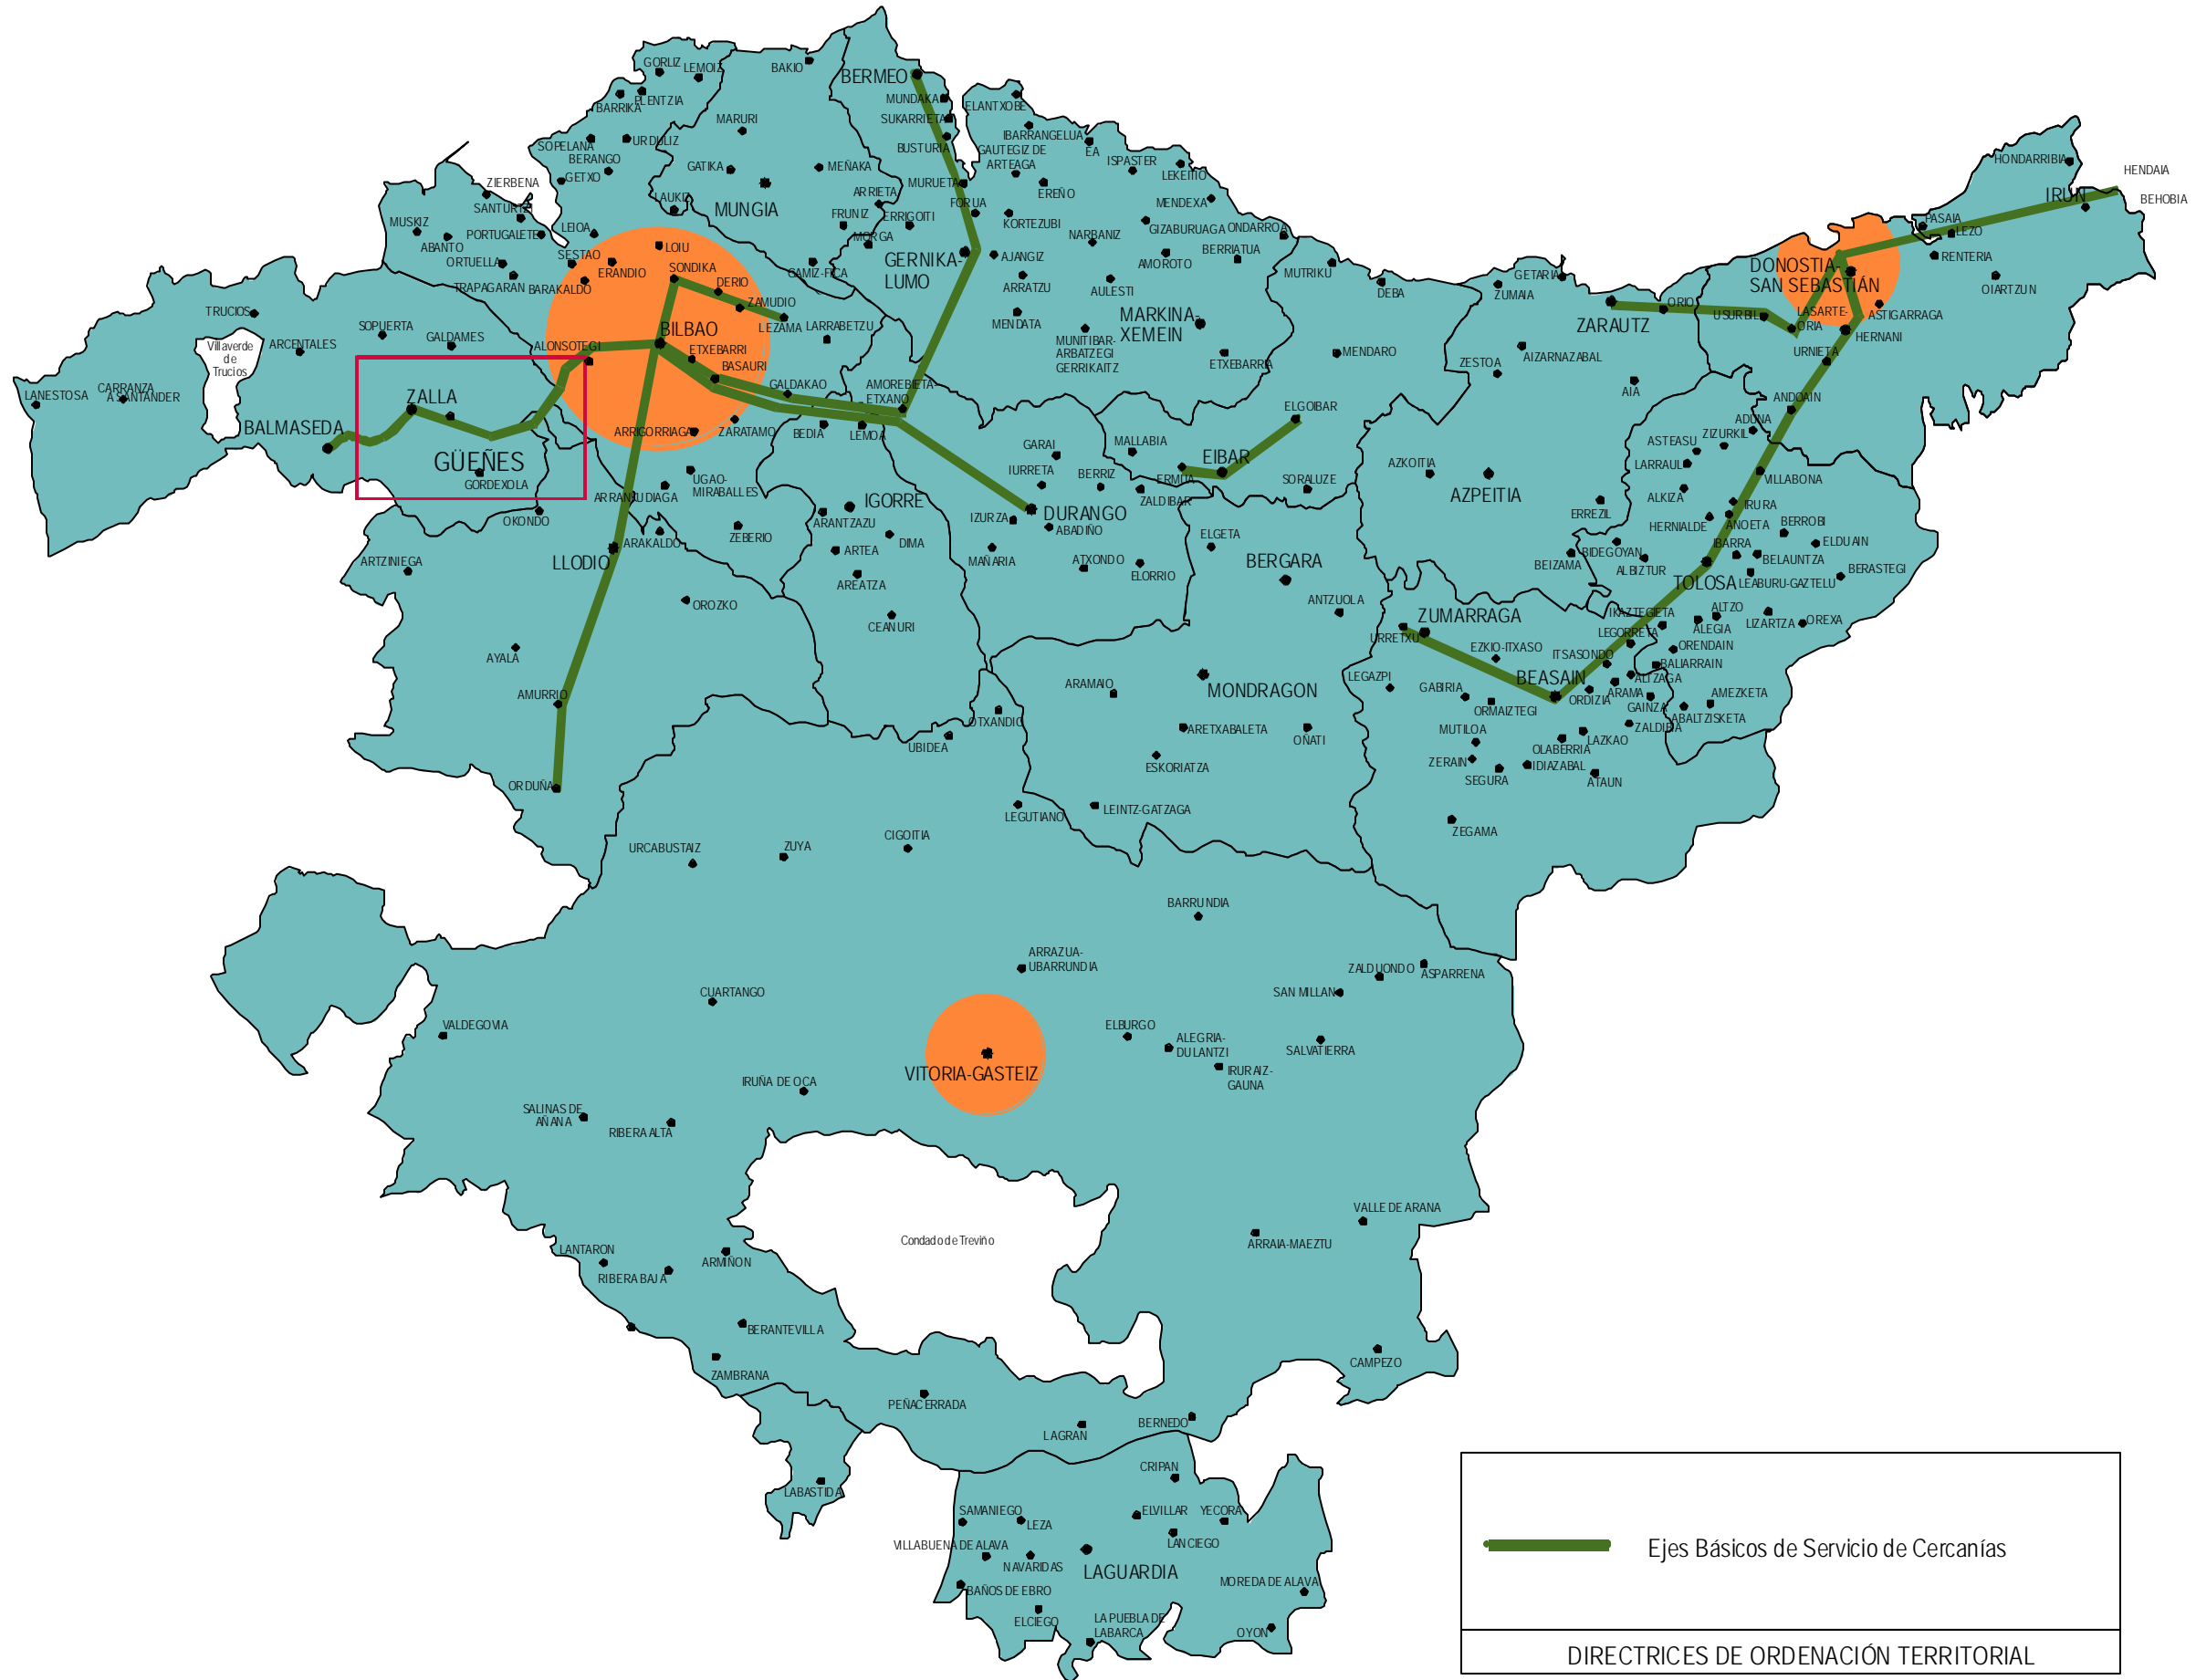 GORLIZ
LEMOIZ
BAKIO
BERMEO
BARRIKA
PLENTZIA
MUNDAKA
ELANTXOBE
SUKARRIETA
MARURI
IBARRANGELUA
SOPELANA
URDULIZ
BUSTURIA
GAUTEGIZ DE
ARTEAGA
EA
ISPASTER
BERANGO
GATIKA
MEÑAKA
HONDARRIBIA
HENDAIA
GETXO
ZIERBENA
MURUETA
EREÑO
LEKEITIO
IRUN
BEHOBIA
SANTURTZI
LAUKIZ
MUNGIA
ARRIETA
FORUA
MENDEXA
MUSKIZ
PORTUGALETE
LEIOA
FRUNIZ
ERRIGOITI
KORTEZUBI
GIZABURUAGA
ONDARROA
PASAIA
LEZO
ABANTO
MORGA
NARBANIZ
BERRIATUA
ORTUELLA
SESTAO
LOIU
ERANDIO
SONDIKA
GAMIZ-FICA
GERNIKA-
LUMO
AJANGIZ
AMOROTO
MUTRIKU
GETARIA
DONOSTIA-
SAN SEBASTIÁN
RENTERIA
TRAPAGARAN
BARAKALDO
DERIO
ARRATZU
AULESTI
DEBA
ZUMAIA
OIARTZUN
TRUCIOS
ZAMUDIO
ORIO
SOPUERTA
GALDAMES
BILBAO
LEZAMA
LARRABETZU
MENDATA
MARKINA-
XEMEIN
ZARAUTZ
USURBIL
LASARTE-
ORIA
ASTIGARRAGA
HERNANI
Villaverde
de
Trucios
ARCENTALES
ALONSOTEGI
ETXEBARRI
BASAURI
MUNITIBAR-
ARBATZEGI
GERRIKAITZ
ETXEBARRIA
MENDARO
ZESTOA
AIZARNAZABAL
URNIETA
LANESTOSA
CARRANZA
A SANTANDER
ZALLA
GALDAKAO
AMOREBIETA-
ETXANO
AIA
ANDOAIN
BALMASEDA
ARRIGORRIAGA
ZARATAMO
BEDIA
LEMOA
ELGOIBAR
ADUNA
GARAI
MALLABIA
ASTEASU
ZIZURKIL
GÜEÑES
GORDEXOLA
IURRETA
BERRIZ
ERMUA
EIBAR
AZKOITIA
LARRAUL
VILLABONA
ARRANKUDIAGA
UGAO-
MIRABALLES
IGORRE
ZALDIBAR
SORALUZE
AZPEITIA
ALKIZA
OKONDO
ARANTZAZU
IZURZA
DURANGO
ABADIÑO
ERREZIL
IRURA
ANOETA
HERNIALDE
BERROBI
LLODIO
ARAKALDO
ZEBERIO
ARTEA
DIMA
MAÑARIA
ELGETA
BIDEGOYAN
IBARRA
ELDUAIN
ARTZINIEGA
AREATZA
ATXONDO
ELORRIO
BERGARA
BEIZAMA
ALBIZTUR
BELAUNTZA
TOLOSA
LEABURU-GAZTELU
BERASTEGI
OROZKO
CEANURI
ANTZUOLA
ZUMARRAGA
IKAZTEGIETA
ALTZO
ALEGIA
LIZARTZA
OREXA
URRETXU
LEGORRETA
AYALA
EZKIO-ITXASO
ITSASONDO
ORENDAIN
BALIARRAIN
ARAMAIO
MONDRAGON
LEGAZPI
GABIRIA
BEASAIN
ORDIZIA
ALTZAGA
ARAMA
GAINZA
AMEZKETA
AMURRIO
ORMAIZTEGI
ABALTZISKETA
OTXANDIO
ARETXABALETA
OÑATI
MUTILOA
ZALDIBIA
UBIDEA
OLABERRIA
LAZKAO
ESKORIATZA
ZERAIN
SEGURA
IDIAZABAL
ATAUN
ORDUÑA
LEGUTIANO
LEINTZ-GATZAGA
ZEGAMA
URCABUSTAIZ
ZUYA
CIGOITIA
BARRUNDIA
ARRAZUA-
UBARRUNDIA
ZALDUONDO
ASPARRENA
CUARTANGO
SAN MILLAN
VALDEGOVIA
ELBURGO
ALEGRIA-
DULANTZI
SALVATIERRA
VITORIA-GASTEIZ
IRURAIZ-
GAUNA
IRUÑA DE OCA
SALINAS DE
AÑANA
RIBERA ALTA
VALLE DE ARANA
Condado de Treviño
ARRAIA-MAEZTU
LANTARON
RIBERA BAJA
ARMIÑON
BERANTEVILLA
ZAMBRANA
CAMPEZO
PEÑACERRADA
LAGRAN
BERNEDO
CRIPAN
LABASTIDA
SAMANIEGO
LEZA
ELVILLAR
YECORA
VILLABUENA DE ALAVA
NAVARIDAS
LANCIEGO
LAGUARDIA
BAÑOS DE EBRO
MOREDA DE ALAVA
ELCIEGO
LA PUEBLA DE
LABARCA
OYON
Ejes Básicos de Servicio de Cercanías
DIRECTRICES DE ORDENACIÓN TERRITORIAL